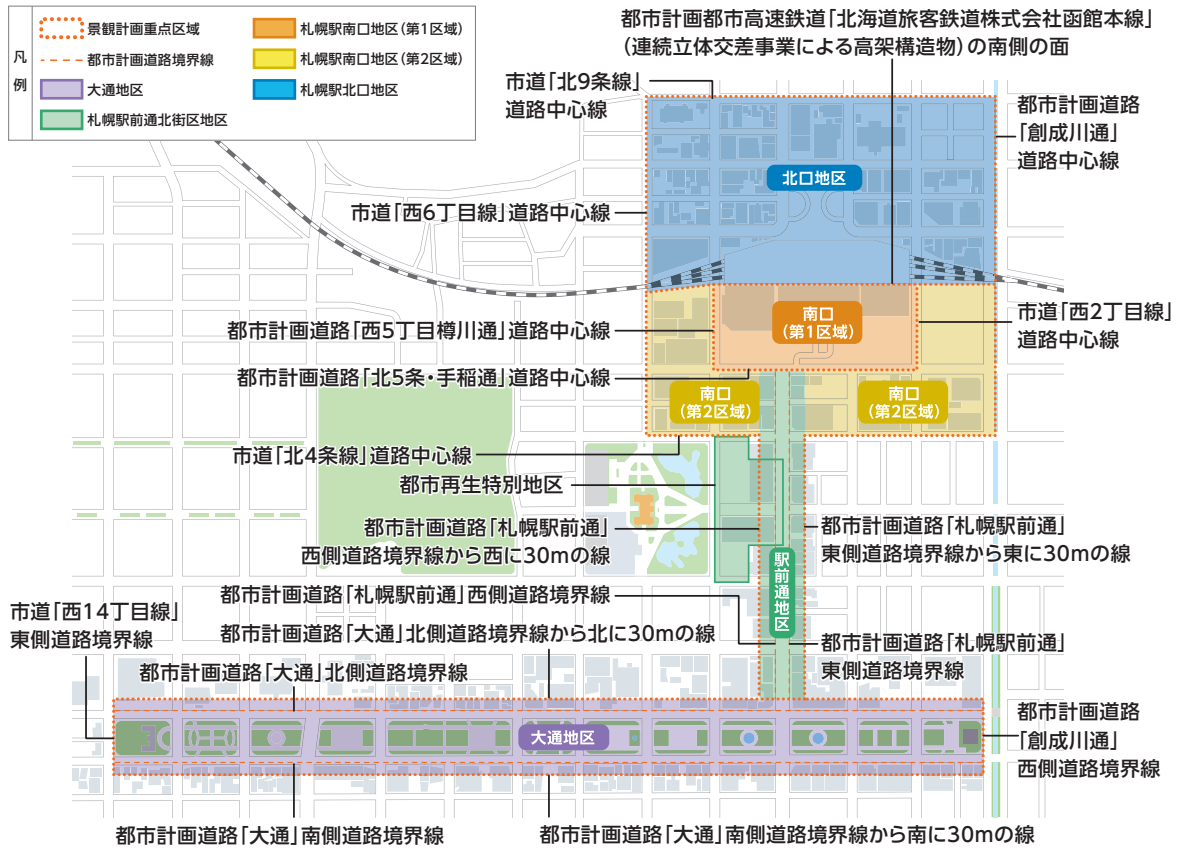 凡
例
景観計画重点区域
都市計画道路境界線
大通地区
札幌駅前通北街区地区
札幌駅南口地区(第1区域)
札幌駅南口地区(第2区域)
札幌駅北口地区
都市計画都市高速鉄道「北海道旅客鉄道株式会社函館本線」
(連続立体交差事業による高架構造物)の南側の面
市道「北9条線」
道路中心線
都市計画道路
「創成川通」
道路中心線
北口地区
市道「西6丁目線」道路中心線
南口
(第1区域)
市道「西2丁目線」
道路中心線
都市計画道路「西5丁目樽川通」道路中心線
都市計画道路「北5条・手稲通」道路中心線
南口
(第2区域)
南口
(第2区域)
市道「北4条線」道路中心線
都市再生特別地区
都市計画道路「札幌駅前通」
西側道路境界線から西に30mの線
都市計画道路「札幌駅前通」
東側道路境界線から東に30mの線
駅前通地区
都市計画道路「札幌駅前通」西側道路境界線
市道「西14丁目線」
東側道路境界線
都市計画道路「大通」北側道路境界線から北に30mの線
都市計画道路「札幌駅前通」
東側道路境界線
都市計画道路「大通」北側道路境界線
大通地区
都市計画道路
「創成川通」
西側道路境界線
都市計画道路「大通」南側道路境界線
都市計画道路「大通」南側道路境界線から南に30mの線